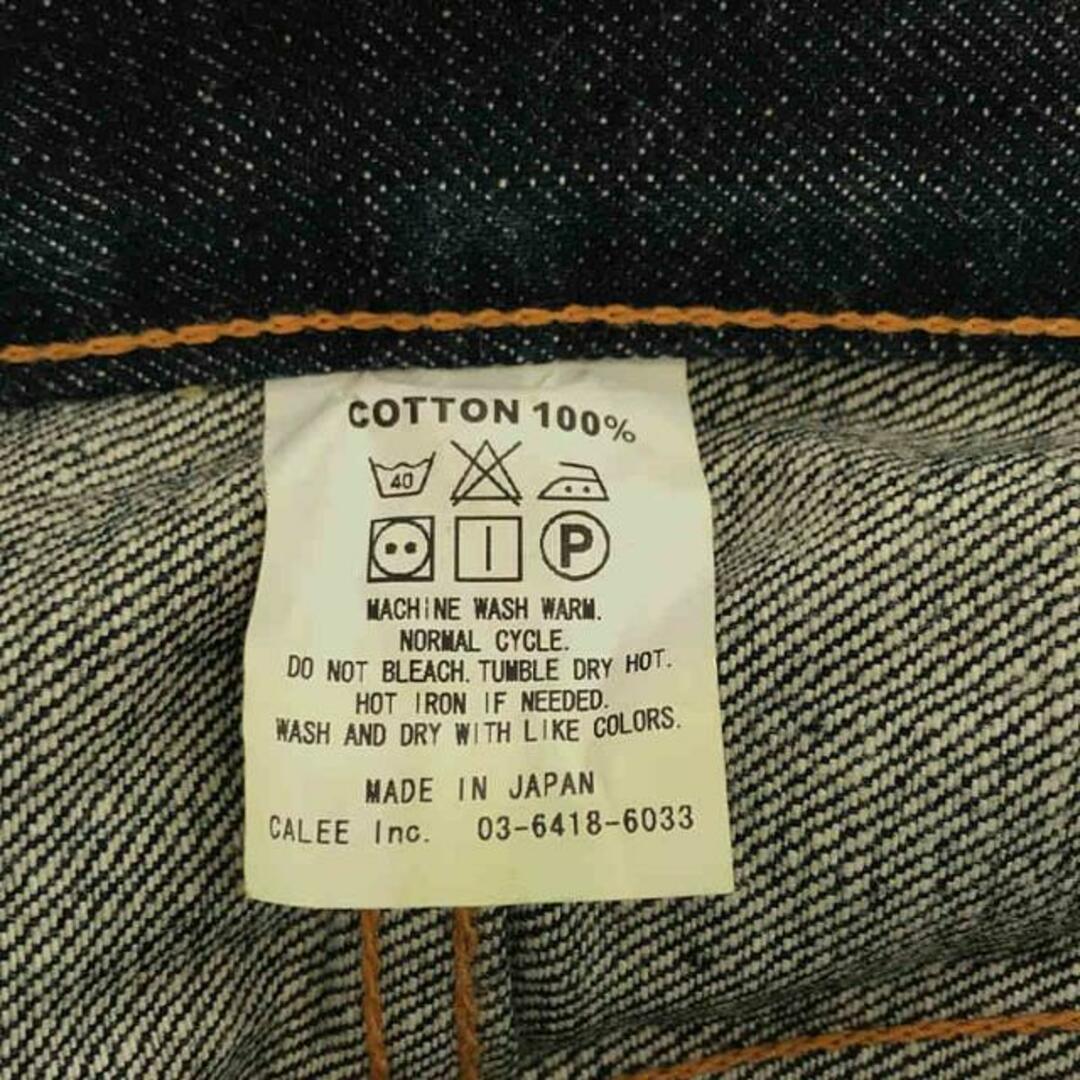 COTTON 100%
40
P
MACHINE WASH WARM.
NORMAL CYCLE.
DO NOT BLEACH. TUMBLE DRY HOT.
HOT IRON IF NEEDED.
WASH AND DRY WITH LIKE COLORS.
MADE IN JAPAN
CALEE Inc. 03-6418-6033